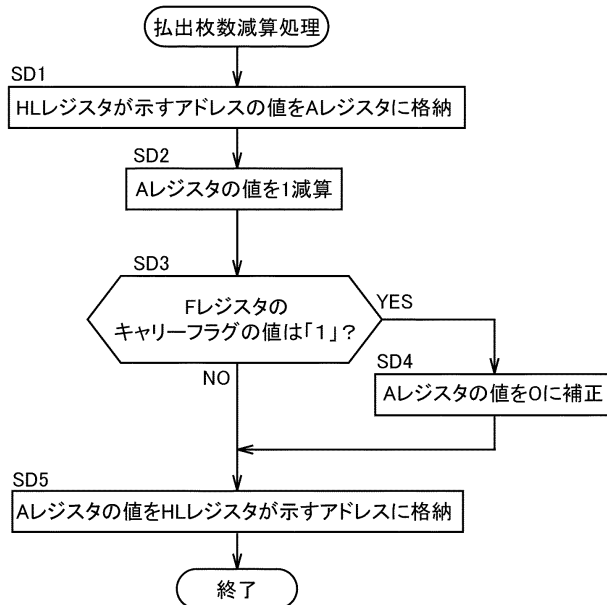 払出枚数減算処理
SD1
HLレジスタが示すアドレスの値をAレジスタに格納
SD2
Aレジスタの値を1減算
SD3
Fレジスタの
キャリーフラグの値は「1」?
YES
NO
SD4
Aレジスタの値を0に補正
SD5
Aレジスタの値をHLレジスタが示すアドレスに格納
終了